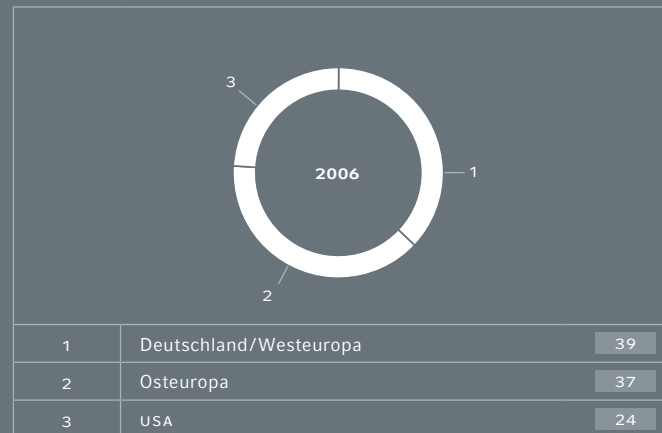 3
2006
1
2
1 Deutschland/Westeuropa 39
2 Osteuropa 37
3 USA 24